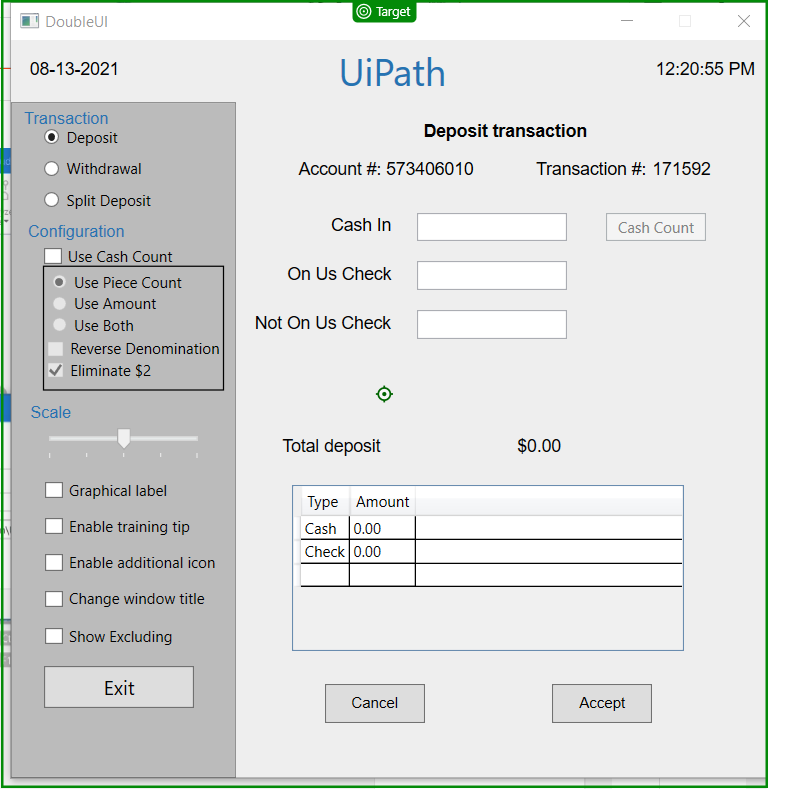 Target
DoubleUI
08-13-2021
UiPath
12:20:55 PM
Transaction
Deposit
Withdrawal
Split Deposit
Configuration
Use Cash Count
Use Piece Count
Use Amount
Use Both
Reverse Denomination
Eliminate $2
Scale
Graphical label
Enable training tip
Enable additional icon
Change window title
Show Excluding
Exit
Deposit transaction
Account #: 573406010 Transaction #: 171592
Cash In
Cash Count
On Us Check
Not On Us Check
Total deposit $0.00
Type Amount
Cash 0.00
Check 0.00
Cancel Accept